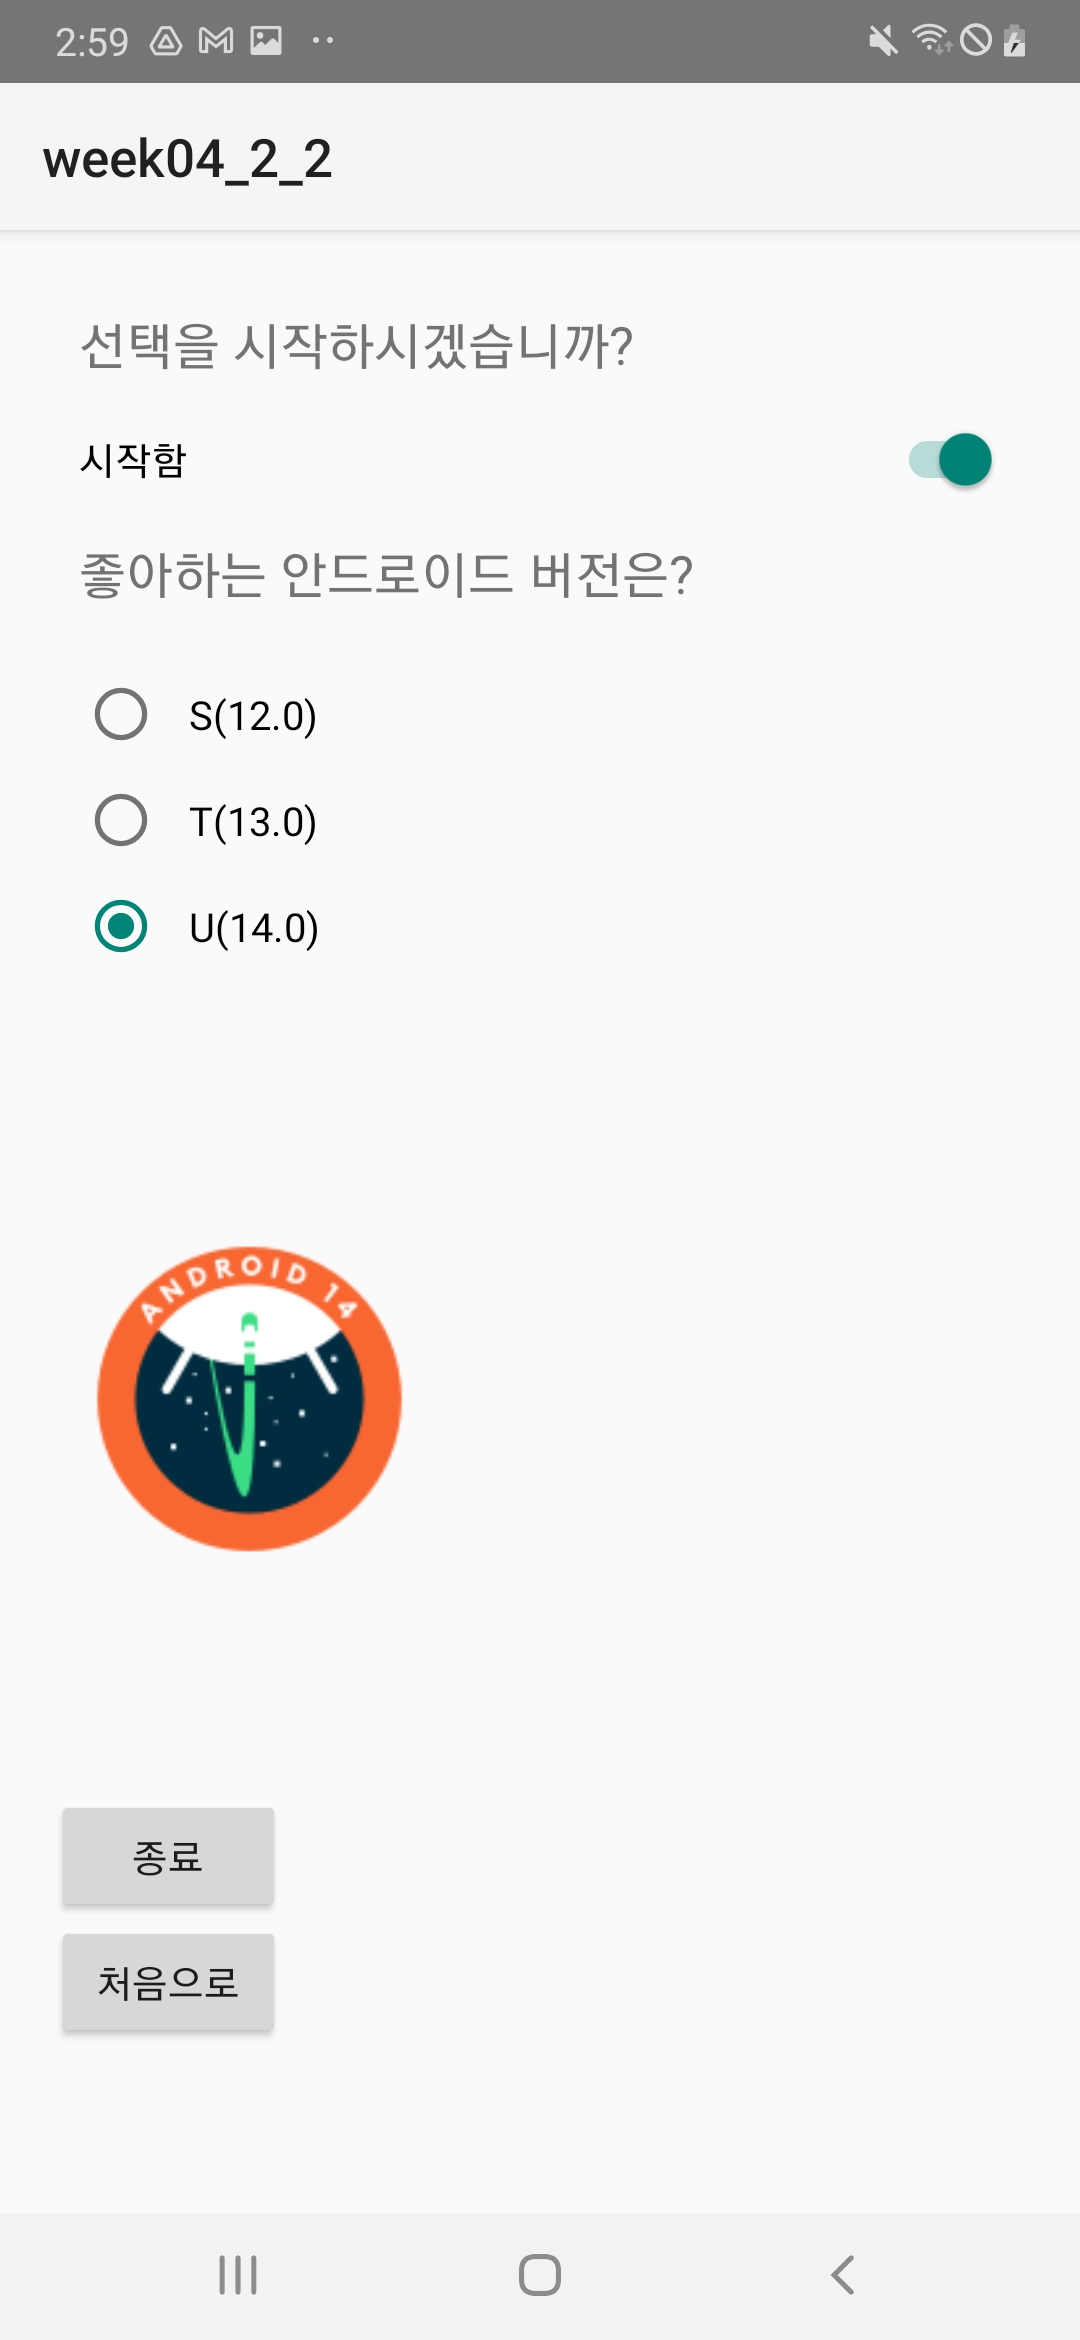 2:59
week04_2_2
선택을 시작하시겠습니까?
시작함
좋아하는 안드로이드 버전은?
S(12.0)
T(13.0)
U(14.0)
ANDROID 14
종료
처음으로